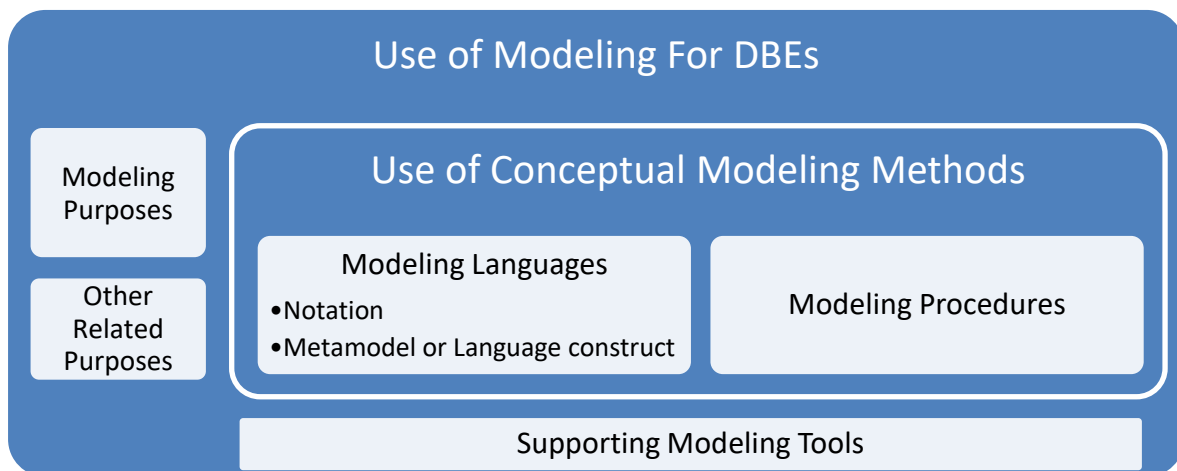 Use of Modeling For DBEs
Modeling
Purposes
Other
Related
Purposes
Use of Conceptual Modeling Methods
Modeling Languages
•Notation
•Metamodel or Language construct
Modeling Procedures
Supporting Modeling Tools